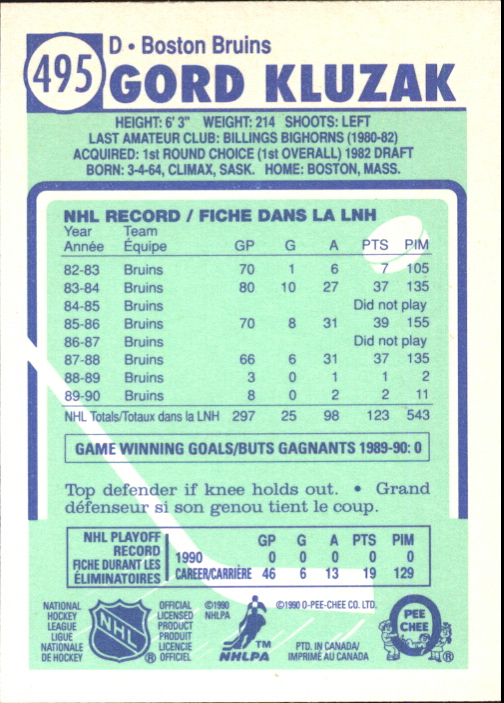 495
D • Boston Bruins
GORD KLUZAK
HEIGHT: 6' 3" WEIGHT: 214 SHOOTS: LEFT
LAST AMATEUR CLUB: BILLINGS BIGHORNS (1980-82)
ACQUIRED: 1st ROUND CHOICE (1st OVERALL) 1982 DRAFT
BORN: 3-4-64, CLIMAX, SASK. HOME: BOSTON, MASS.
NHL RECORD / FICHE DANS LA LNH
Year Team
Année Équipe GP G A PTS PIM
82-83 Bruins 70 1 6 7 105
83-84 Bruins 80 10 27 37 135
84-85 Bruins Did not play
85-86 Bruins 70 8 31 39 155
86-87 Bruins Did not play
87-88 Bruins 66 6 31 37 135
88-89 Bruins 3 0 1 1 2
89-90 Bruins 8 0 2 2 11
NHL Totals/Totaux dans la LNH 297 25 98 123 543
GAME WINNING GOALS/BUTS GAGNANTS 1989-90: 0
Top defender if knee holds out. • Grand
défenseur si son genou tient le coup.
NHL PLAYOFF
RECORD
FICHE DURANT LES
ÉLIMINATOIRES
GP G A PTS PIM
1990 0 0 0 0 0
CAREER/CARRIÈRE 46 6 13 19 129
NATIONAL
HOCKEY
LEAGUE
LIGUE
NATIONALE
DE HOCKEY
NHL
®
OFFICIAL
LICENSED
PRODUCT
PRODUIT
LICENCIE
OFFICIEL
©1990
NHLPA
TM
NHLPA
©1990 O-PEE-CHEE CO. LTD.
PTD. IN CANADA/
IMPRIMÉ AU CANADA
PEE
CHEE
®